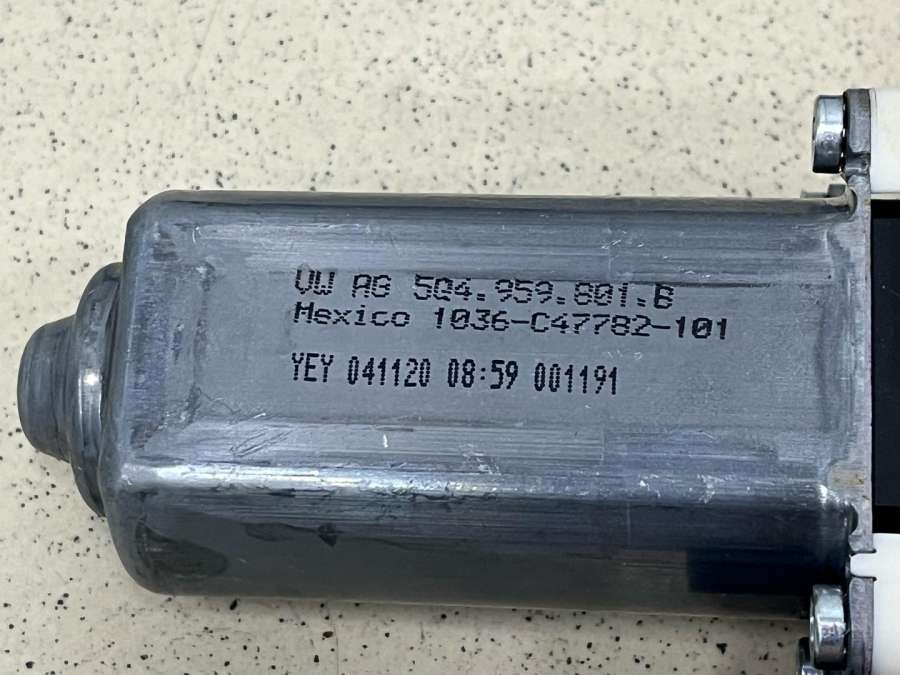 VW AG 5Q4.959.801.B
Mexico 1036-C47782-101
YEY 041120 08:59 001191